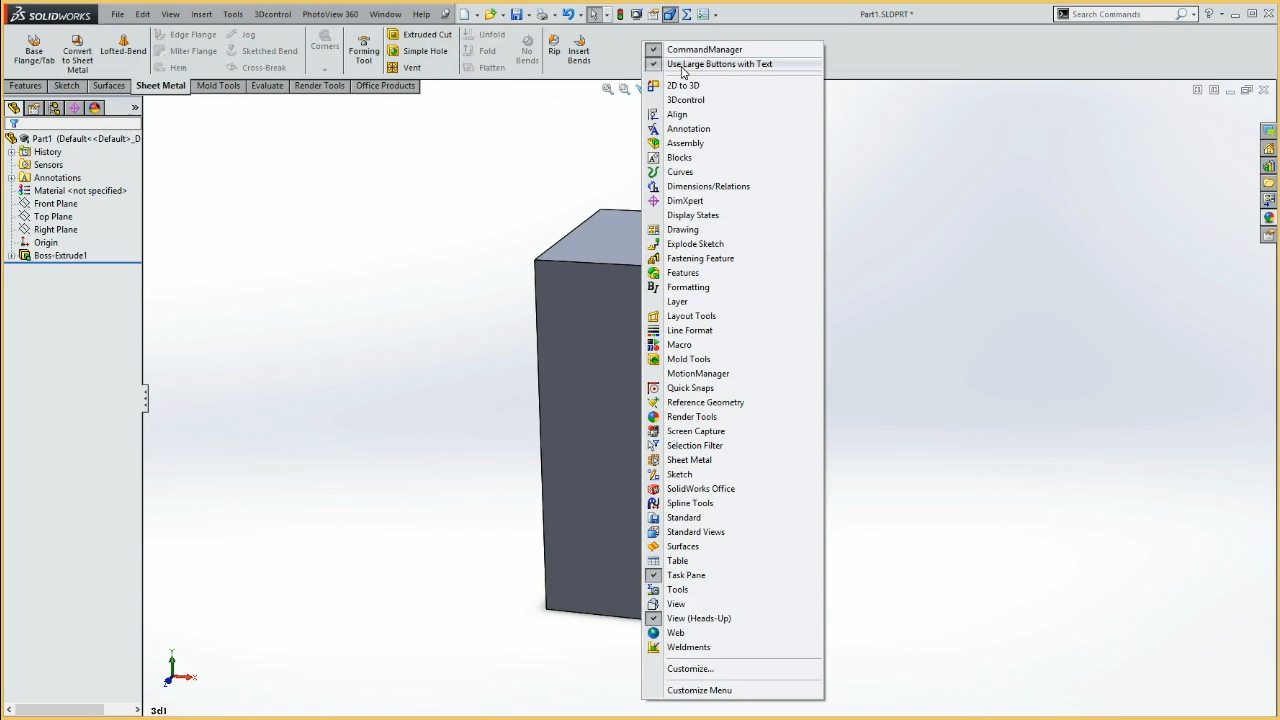 SOLIDWORKS File Edit View Insert Tools 3Dcontrol PhotoView 360 Window Help Part1.SLDPRT * Search Commands
Base Flange/Tab
Convert to Sheet Metal
Lofted-Bend
Edge Flange
Miter Flange
Hem
Jog
Sketched Bend
Cross-Break
Corners
Forming Tool
Extruded Cut
Simple Hole
Vent
Unfold
Fold
Flatten
No Bends
Rip
Insert Bends
Features Sketch Surfaces Sheet Metal Mold Tools Evaluate Render Tools Office Products
Part1 (Default<<Default>_D
History
Sensors
Annotations
Material <not specified>
Front Plane
Top Plane
Right Plane
Origin
Boss-Extrude1
CommandManager
Use Large Buttons with Text
2D to 3D
3Dcontrol
Align
Annotation
Assembly
Blocks
Curves
Dimensions/Relations
DimXpert
Display States
Drawing
Explode Sketch
Fastening Feature
Features
Formatting
Layer
Layout Tools
Line Format
Macro
Mold Tools
MotionManager
Quick Snaps
Reference Geometry
Render Tools
Screen Capture
Selection Filter
Sheet Metal
Sketch
SolidWorks Office
Spline Tools
Standard
Standard Views
Surfaces
Table
Task Pane
Tools
View
View (Heads-Up)
Web
Weldments
Customize...
Customize Menu
Y
X
Z
3d1